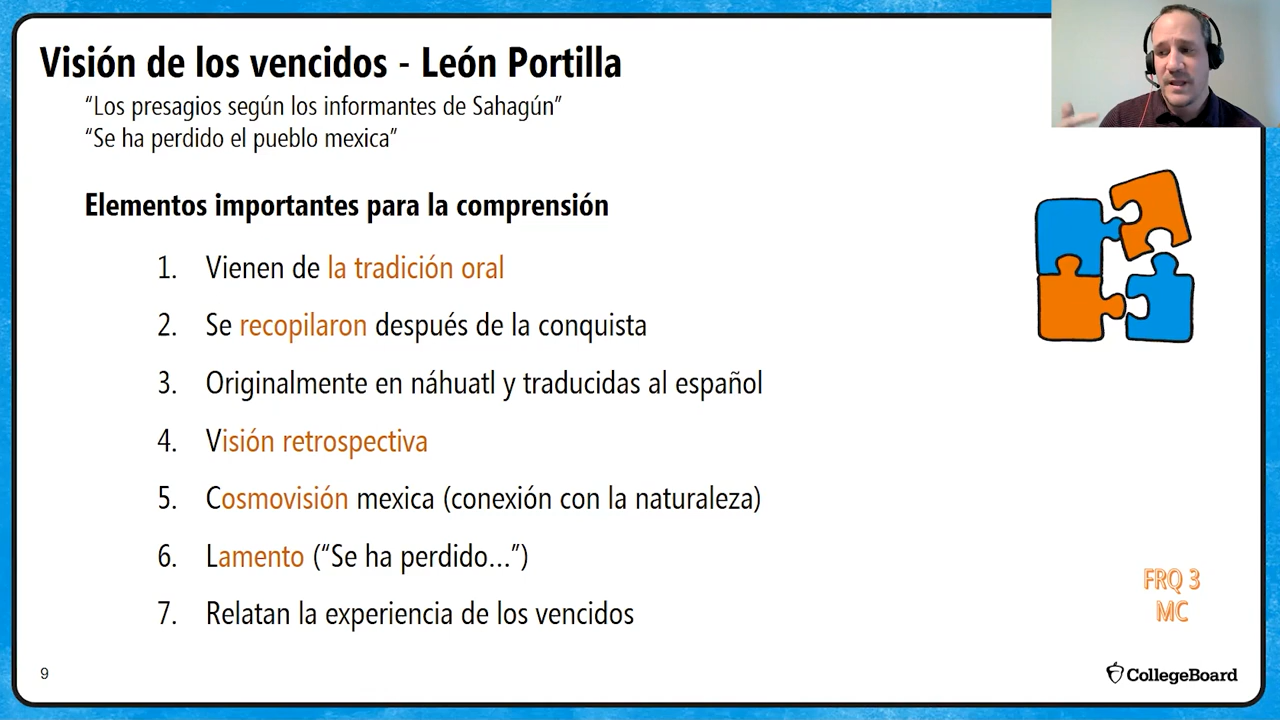 Visión de los vencidos - León Portilla
“Los presagios según los informantes de Sahagún”
“Se ha perdido el pueblo mexica”
Elementos importantes para la comprensión
1. Vienen de la tradición oral
2. Se recopilaron después de la conquista
3. Originalmente en náhuatl y traducidas al español
4. Visión retrospectiva
5. Cosmovisión mexica (conexión con la naturaleza)
6. Lamento (“Se ha perdido...”)
7. Relatan la experiencia de los vencidos
FRQ 3
MC
9
CollegeBoard